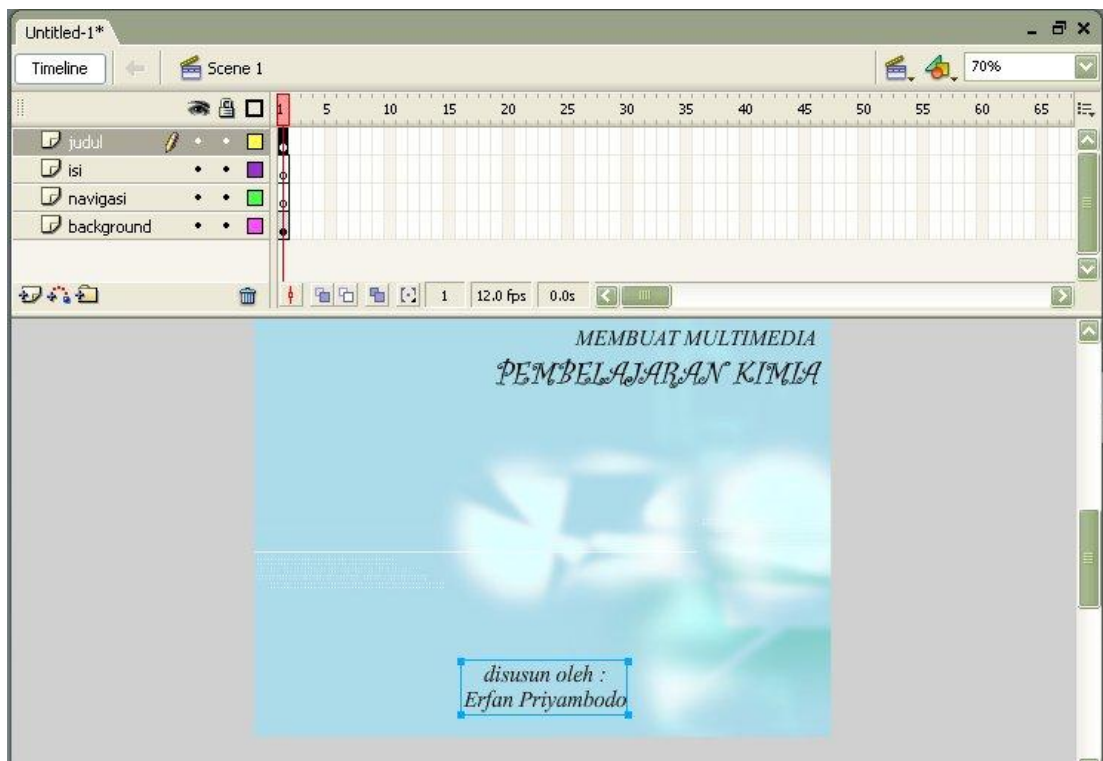 Untitled-1*
Timeline
Scene 1
70%
1 5 10 15 20 25 30 35 40 45 50 55 60 65
judul
isi
navigasi
background
1 12.0 fps 0.0s
MEMBUAT MULTIMEDIA
PEMBELAJARAN KIMIA
disusun oleh :
Erfan Priyambodo